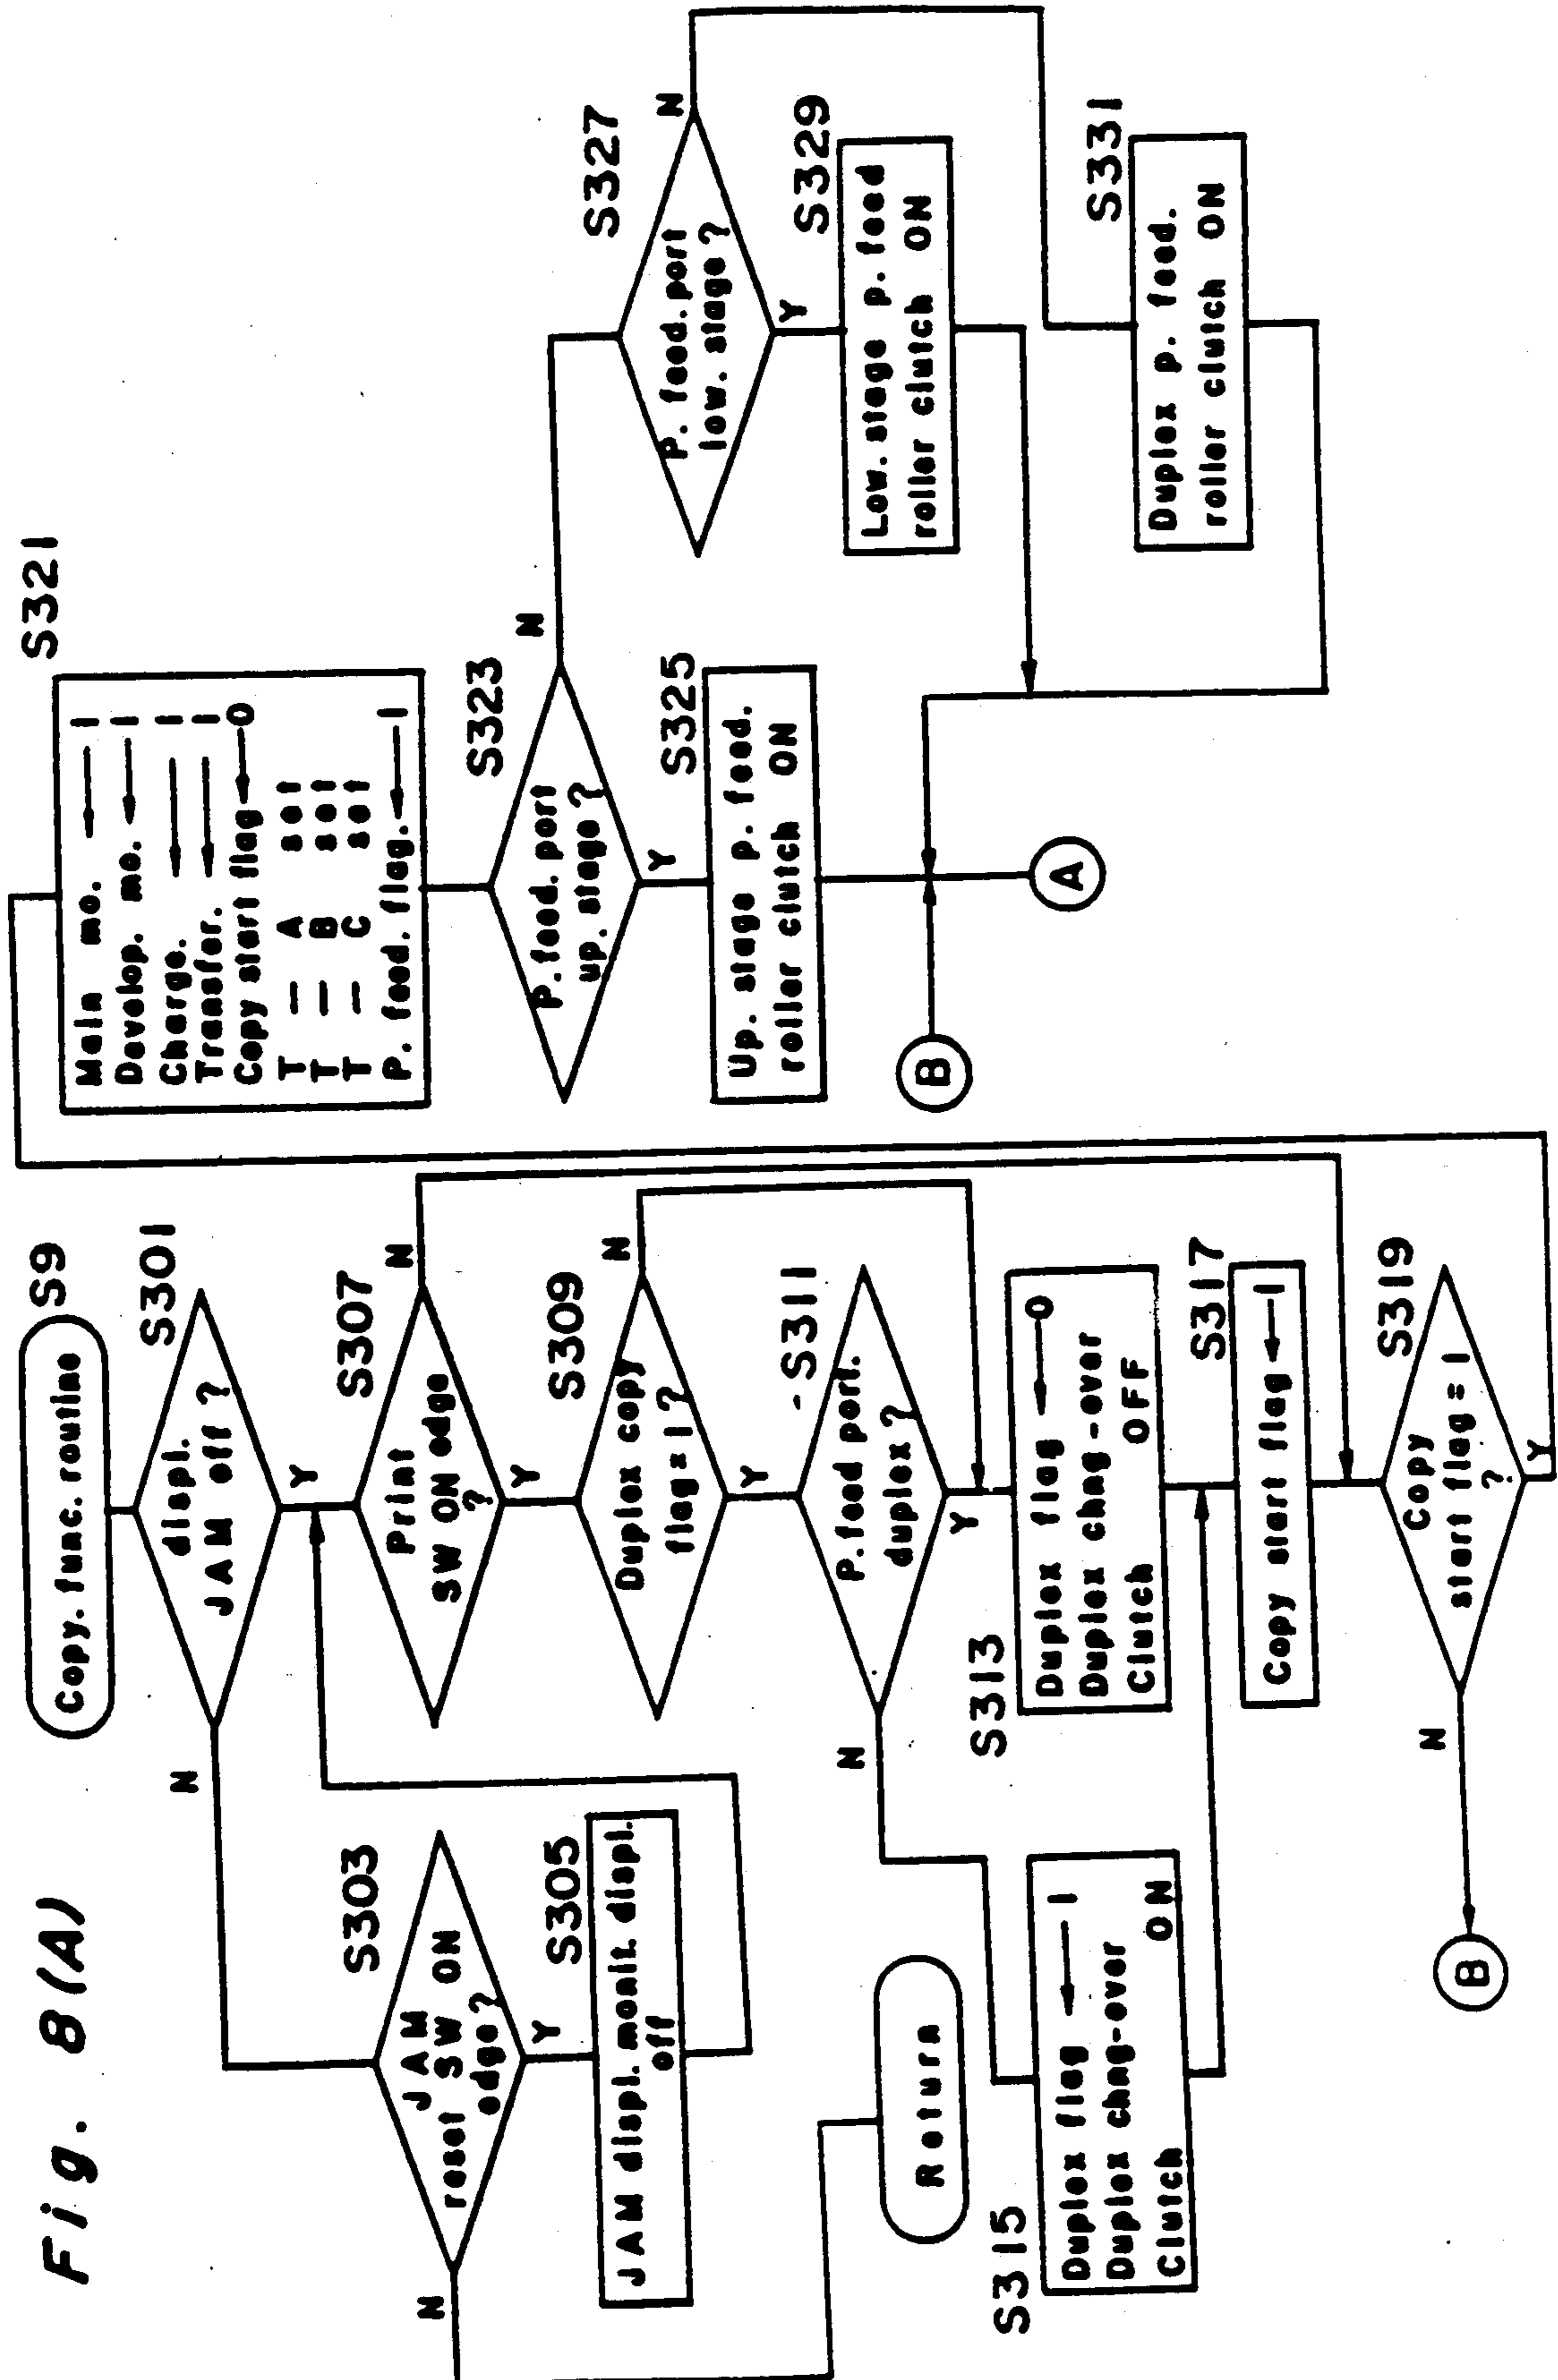 Fig. 8(A)
Copy. func. routine
S9
displ.
JAM off ?
S301
N
Y
JAM
reset SW ON
edge ?
S303
N
Y
JAM displ. monit. displ.
off
S305
Return
Print
SW ON edge
?
S307
N
Y
Duplex copy
flag = 1 ?
S309
N
Y
P. feed port.
duplex ?
S311
N
Y
S313
Duplex flag ← 0
Duplex chag-over
Clutch OFF
S315
Duplex flag ← 1
Duplex chag-over
Clutch ON
S317
Copy start flag ← 1
S319
Copy
start flag = 1
?
N
Y
B
S321
Main mo. ← 1
Develop. mo. ← 1
Charge. ← 1
Transfer. ← 1
Copy start flag ← 0
T – A set
T – B set
T – C set
P. feed. flag. ← 1
S323
P. feed. port
up. stage ?
N
Y
S325
Up. stage p. feed.
roller clutch ON
B
A
S327
P. feed. port
low. stage ?
N
Y
S329
Low. stage p. feed
roller clutch ON
S331
Duplex p. feed.
roller clutch ON